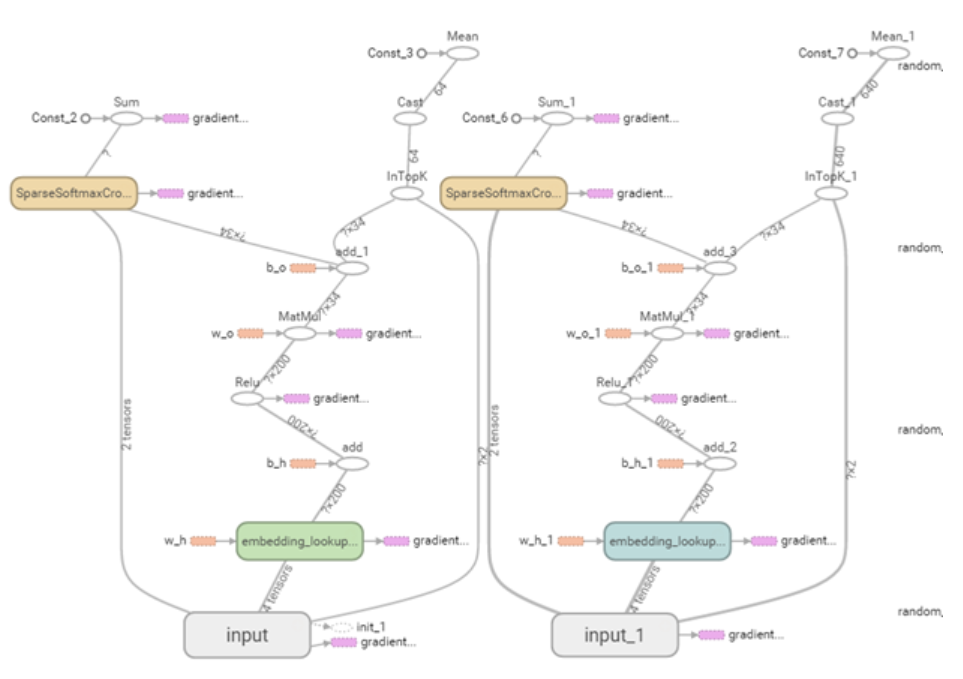 Mean
Const_3
64
Cast
64
InTopK
Const_2
Sum
gradient...
?
SparseSoftmaxCro...
gradient...
?×34
?×34
add_1
b_o
?×34
MatMul
w_o
gradient...
?×200
Relu
gradient...
?×200
add
b_h
?×200
w_h
embedding_lookup...
gradient...
2 tensors
?×2
4 tensors
input
init_1
gradient...
Mean_1
Const_7
640
Cast_1
640
InTopK_1
Const_6
Sum_1
gradient...
?
SparseSoftmaxCro...
gradient...
?×34
?×34
add_3
b_o_1
?×34
MatMul_1
w_o_1
gradient...
?×200
Relu_1
gradient...
?×200
add_2
b_h_1
?×200
w_h_1
embedding_lookup...
gradient...
2 tensors
?×2
4 tensors
input_1
gradient...
random_
random_
random_
random_